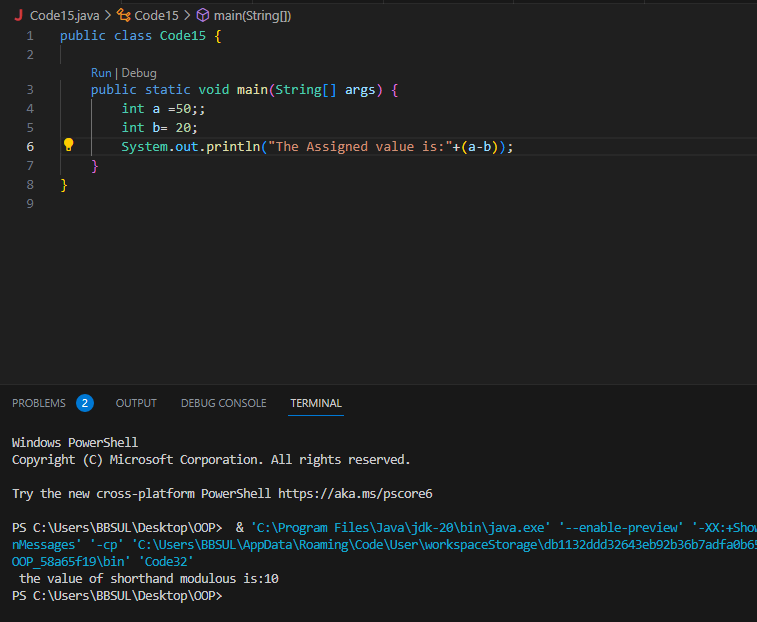 J Code15.java > Code15 > main(String[])
1 public class Code15 {
2
Run | Debug
3 public static void main(String[] args) {
4 int a =50;;
5 int b= 20;
6 System.out.println("The Assigned value is:"+(a-b));
7 }
8 }
9
PROBLEMS 2 OUTPUT DEBUG CONSOLE TERMINAL
Windows PowerShell
Copyright (C) Microsoft Corporation. All rights reserved.
Try the new cross-platform PowerShell https://aka.ms/pscore6
PS C:\Users\BBSUL\Desktop\OOP> & 'C:\Program Files\Java\jdk-20\bin\java.exe' '--enable-preview' '-XX:+Show
nMessages' '-cp' 'C:\Users\BBSUL\AppData\Roaming\Code\User\workspaceStorage\db1132ddd32643eb92b36b7adfa0b65
OOP_58a65f19\bin' 'Code32'
the value of shorthand modulous is:10
PS C:\Users\BBSUL\Desktop\OOP>